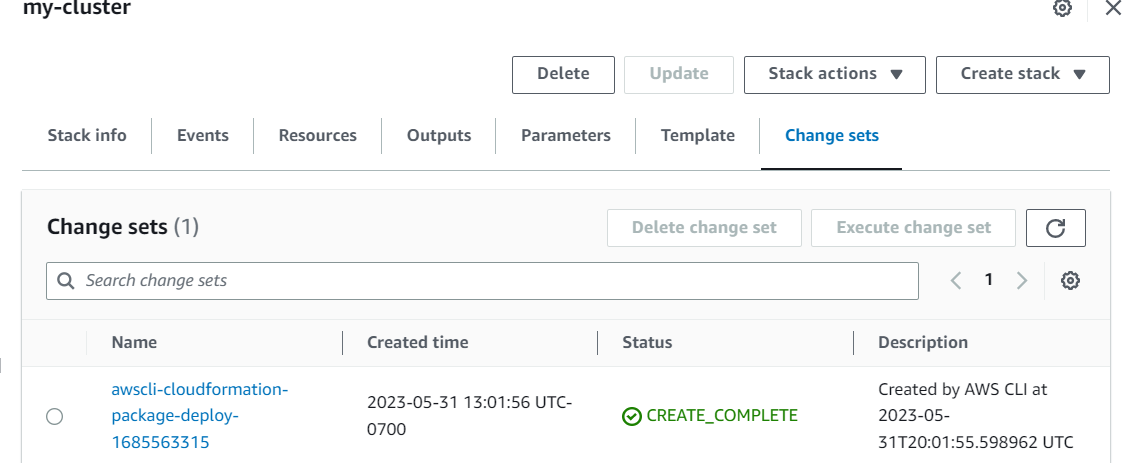 my-cluster
Delete
Update
Stack actions
Create stack
Stack info
Events
Resources
Outputs
Parameters
Template
Change sets
Change sets (1)
Delete change set
Execute change set
Search change sets
1
Name
Created time
Status
Description
awscli-cloudformation-
package-deploy-
1685563315
2023-05-31 13:01:56 UTC-
0700
CREATE_COMPLETE
Created by AWS CLI at
2023-05-
31T20:01:55.598962 UTC